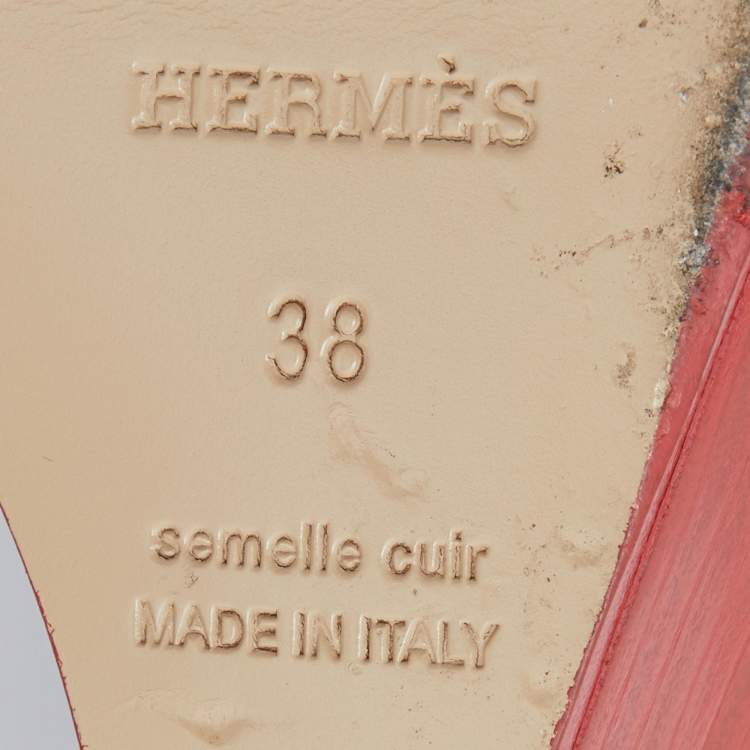 HERMÈS
38
semelle cuir
MADE IN ITALY